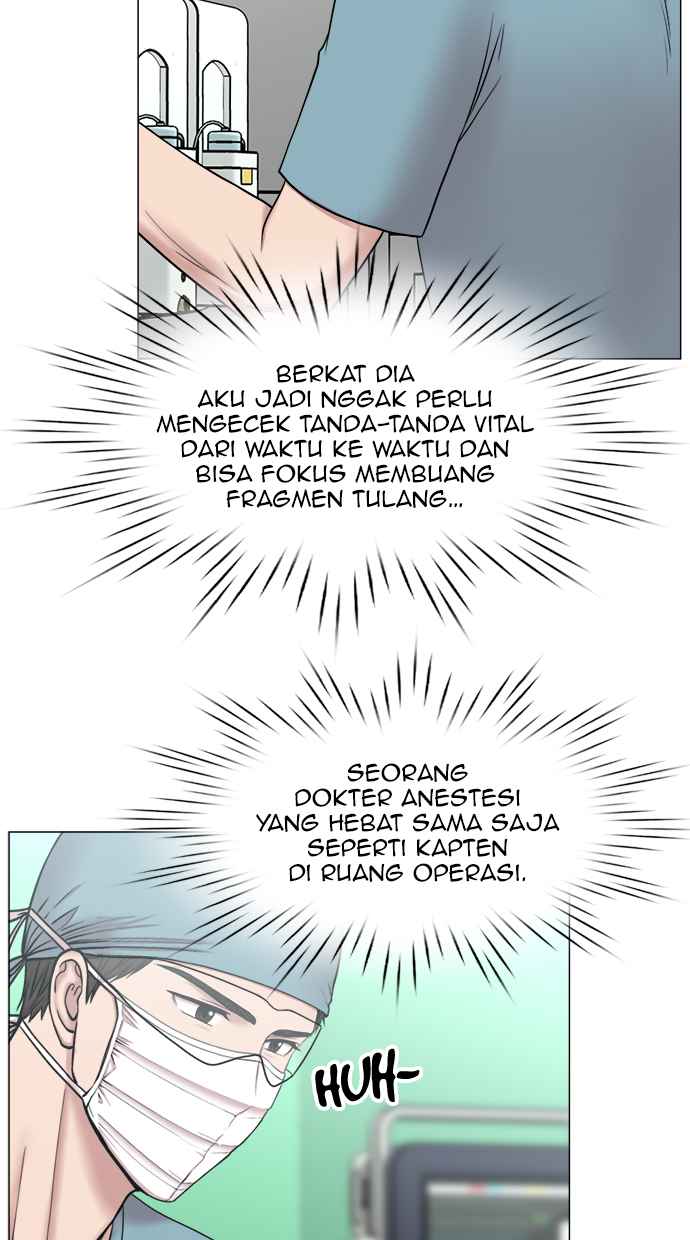 BERKAT DIA
AKU JADI NGGAK PERLU
MENGECEK TANDA-TANDA VITAL
DARI WAKTU KE WAKTU DAN
BISA FOKUS MEMBUANG
FRAGMEN TULANG...
SEORANG
DOKTER ANESTESI
YANG HEBAT SAMA SAJA
SEPERTI KAPTEN
DI RUANG OPERASI.
HUH-